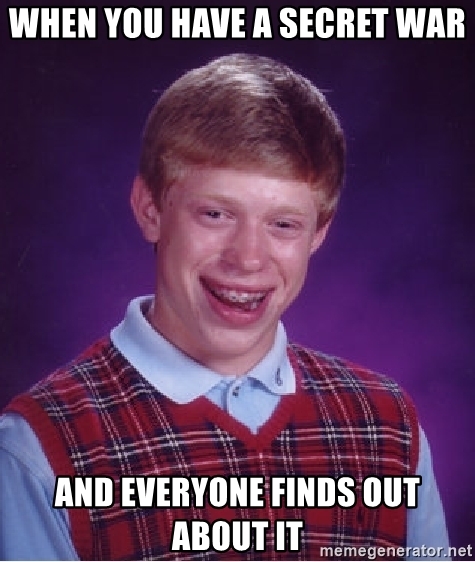 WHEN YOU HAVE A SECRET WAR
AND EVERYONE FINDS OUT
ABOUT IT
memegenerator.net